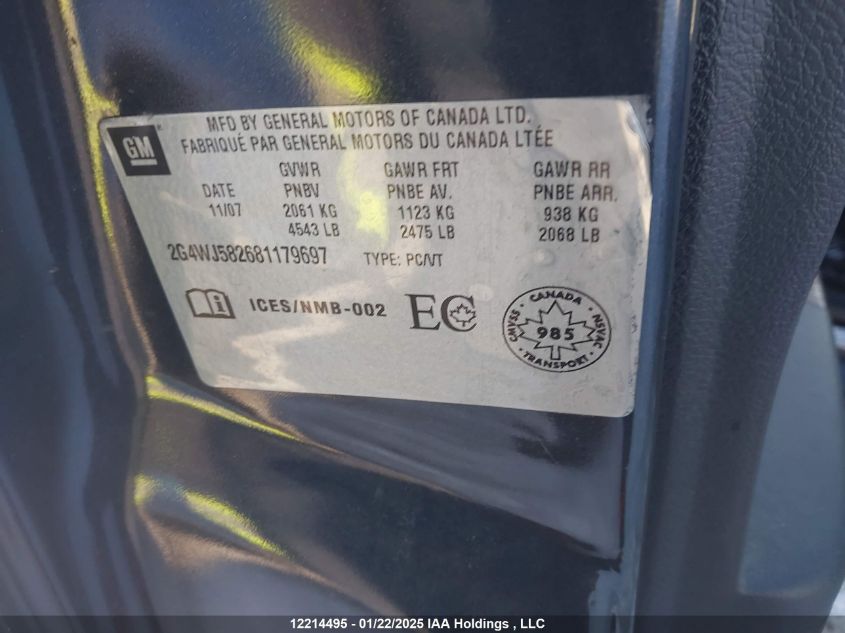 GM
MFD BY GENERAL MOTORS OF CANADA LTD.
FABRIQUÉ PAR GENERAL MOTORS DU CANADA LTÉE
GVWR GAWR FRT GAWR RR
DATE PNBV PNBE AV. PNBE ARR.
11/07 2061 KG 1123 KG 938 KG
4543 LB 2475 LB 2068 LB
2G4WJ582681179697 TYPE: PC/VT
ICES/NMB-002 EC
CANADA
CMVSS 985 NSVAC
TRANSPORT
12214495 - 01/22/2025 IAA Holdings , LLC